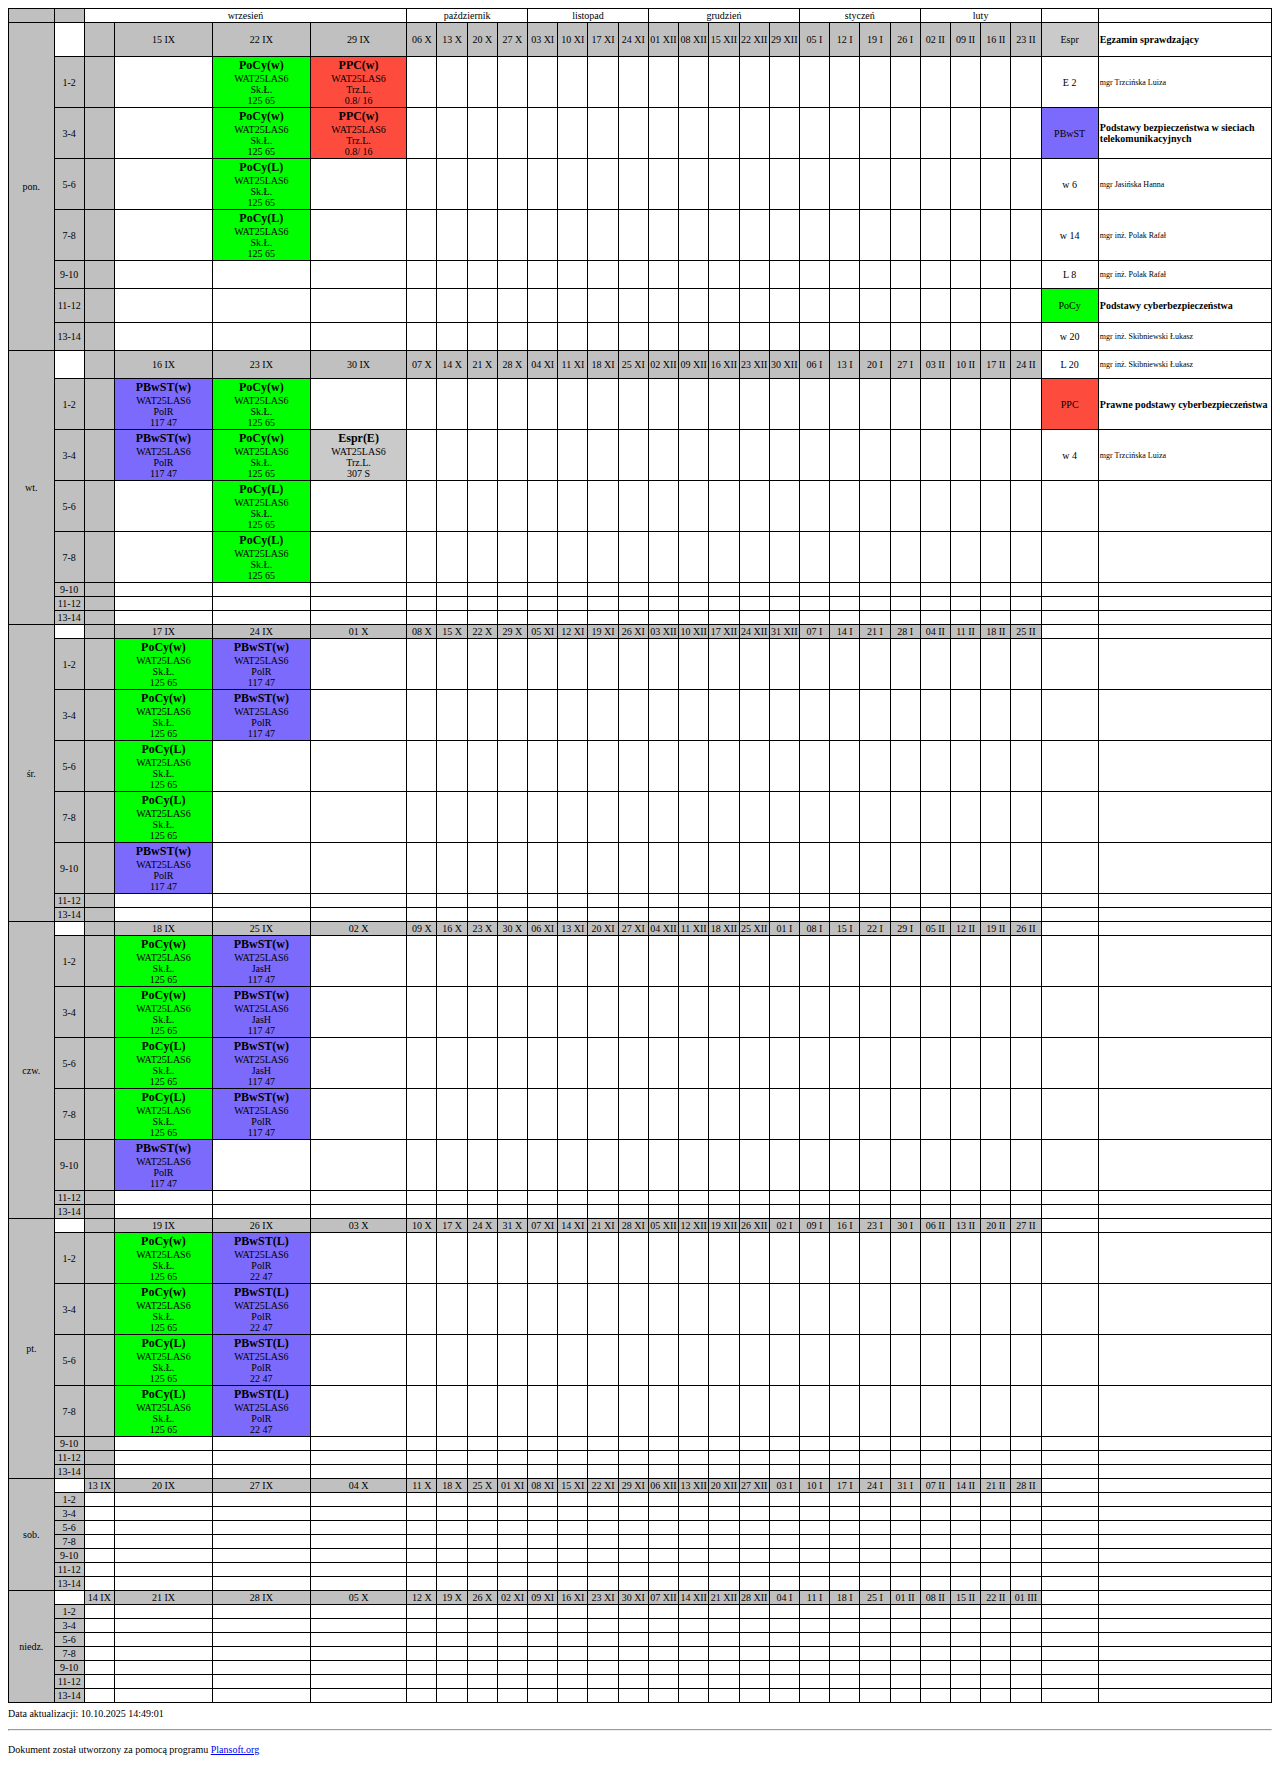 wrzesień październik listopad grudzień styczeń luty
pon. 15 IX 22 IX 29 IX 06 X 13 X 20 X 27 X 03 XI 10 XI 17 XI 24 XI 01 XII 08 XII 15 XII 22 XII 29 XII 05 I 12 I 19 I 26 I 02 II 09 II 16 II 23 II Espr Egzamin sprawdzający
1-2 PoCy(w) PPC(w) E 2 mgr Trzcińska Luiza
WAT25LAS6 WAT25LAS6
Sk.Ł. Trz.L.
125 65 0.8/ 16
3-4 PoCy(w) PPC(w) PBwST Podstawy bezpieczeństwa w sieciach telekomunikacyjnych
WAT25LAS6 WAT25LAS6
Sk.Ł. Trz.L.
125 65 0.8/ 16
5-6 PoCy(L) w 6 mgr Jasińska Hanna
WAT25LAS6
Sk.Ł.
125 65
7-8 PoCy(L) w 14 mgr inż. Polak Rafał
WAT25LAS6
Sk.Ł.
125 65
9-10 L 8 mgr inż. Polak Rafał
11-12 PoCy Podstawy cyberbezpieczeństwa
13-14 w 20 mgr inż. Skibniewski Łukasz
wt. 16 IX 23 IX 30 IX 07 X 14 X 21 X 28 X 04 XI 11 XI 18 XI 25 XI 02 XII 09 XII 16 XII 23 XII 30 XII 06 I 13 I 20 I 27 I 03 II 10 II 17 II 24 II L 20 mgr inż. Skibniewski Łukasz
1-2 PBwST(w) PoCy(w) PPC Prawne podstawy cyberbezpieczeństwa
WAT25LAS6 WAT25LAS6
PolR Sk.Ł.
117 47 125 65
3-4 PBwST(w) PoCy(w) Espr(E) w 4 mgr Trzcińska Luiza
WAT25LAS6 WAT25LAS6 WAT25LAS6
PolR Sk.Ł. Trz.L.
117 47 125 65 307 S
5-6 PoCy(L)
WAT25LAS6
Sk.Ł.
125 65
7-8 PoCy(L)
WAT25LAS6
Sk.Ł.
125 65
9-10
11-12
13-14
śr. 17 IX 24 IX 01 X 08 X 15 X 22 X 29 X 05 XI 12 XI 19 XI 26 XI 03 XII 10 XII 17 XII 24 XII 31 XII 07 I 14 I 21 I 28 I 04 II 11 II 18 II 25 II
1-2 PoCy(w) PBwST(w)
WAT25LAS6 WAT25LAS6
Sk.Ł. PolR
125 65 117 47
3-4 PoCy(w) PBwST(w)
WAT25LAS6 WAT25LAS6
Sk.Ł. PolR
125 65 117 47
5-6 PoCy(L)
WAT25LAS6
Sk.Ł.
125 65
7-8 PoCy(L)
WAT25LAS6
Sk.Ł.
125 65
9-10 PBwST(w)
WAT25LAS6
PolR
117 47
11-12
13-14
czw. 18 IX 25 IX 02 X 09 X 16 X 23 X 30 X 06 XI 13 XI 20 XI 27 XI 04 XII 11 XII 18 XII 25 XII 01 I 08 I 15 I 22 I 29 I 05 II 12 II 19 II 26 II
1-2 PoCy(w) PBwST(w)
WAT25LAS6 WAT25LAS6
Sk.Ł. JasH
125 65 117 47
3-4 PoCy(w) PBwST(w)
WAT25LAS6 WAT25LAS6
Sk.Ł. JasH
125 65 117 47
5-6 PoCy(L) PBwST(w)
WAT25LAS6 WAT25LAS6
Sk.Ł. JasH
125 65 117 47
7-8 PoCy(L) PBwST(w)
WAT25LAS6 WAT25LAS6
Sk.Ł. PolR
125 65 117 47
9-10 PBwST(w)
WAT25LAS6
PolR
117 47
11-12
13-14
pt. 19 IX 26 IX 03 X 10 X 17 X 24 X 31 X 07 XI 14 XI 21 XI 28 XI 05 XII 12 XII 19 XII 26 XII 02 I 09 I 16 I 23 I 30 I 06 II 13 II 20 II 27 II
1-2 PoCy(w) PBwST(L)
WAT25LAS6 WAT25LAS6
Sk.Ł. PolR
125 65 22 47
3-4 PoCy(w) PBwST(L)
WAT25LAS6 WAT25LAS6
Sk.Ł. PolR
125 65 22 47
5-6 PoCy(L) PBwST(L)
WAT25LAS6 WAT25LAS6
Sk.Ł. PolR
125 65 22 47
7-8 PoCy(L) PBwST(L)
WAT25LAS6 WAT25LAS6
Sk.Ł. PolR
125 65 22 47
9-10
11-12
13-14
sob. 13 IX 20 IX 27 IX 04 X 11 X 18 X 25 X 01 XI 08 XI 15 XI 22 XI 29 XI 06 XII 13 XII 20 XII 27 XII 03 I 10 I 17 I 24 I 31 I 07 II 14 II 21 II 28 II
1-2
3-4
5-6
7-8
9-10
11-12
13-14
niedz. 14 IX 21 IX 28 IX 05 X 12 X 19 X 26 X 02 XI 09 XI 16 XI 23 XI 30 XI 07 XII 14 XII 21 XII 28 XII 04 I 11 I 18 I 25 I 01 II 08 II 15 II 22 II 01 III
1-2
3-4
5-6
7-8
9-10
11-12
13-14
Data aktualizacji: 10.10.2025 14:49:01
Dokument został utworzony za pomocą programu Plansoft.org